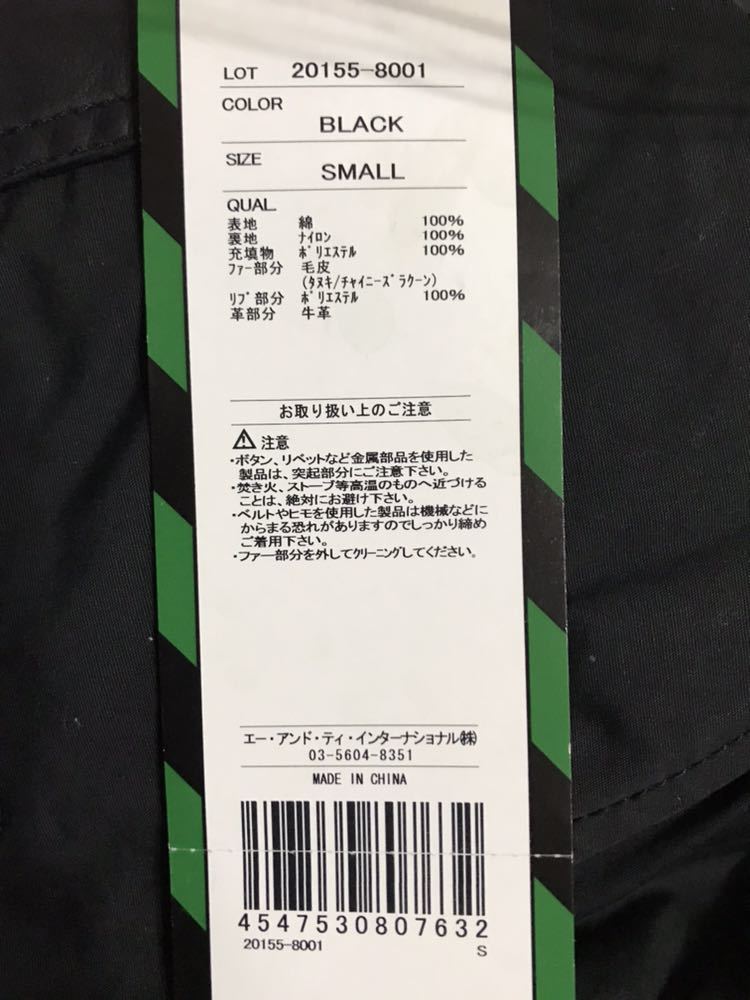 LOT 20155-8001
COLOR
BLACK
SIZE
SMALL
QUAL
表地 綿 100%
裏地 ﾅｲﾛﾝ 100%
充填物 ﾎﾟﾘｴｽﾃﾙ 100%
ﾌｧｰ部分 毛皮
(ﾀﾇｷ/ﾁｬｲﾆｰｽﾞﾗｸｰﾝ)
ﾘﾌﾞ部分 ﾎﾟﾘｴｽﾃﾙ 100%
革部分 牛革
お取り扱い上のご注意
⚠ 注意
・ボタン、リベットなど金属部品を使用した
製品は、突起部分にご注意下さい。
・焚き火、ストーブ等高温のものへ近づける
ことは、絶対にお避け下さい。
・ベルトやヒモを使用した製品は機械などに
からまる恐れがありますのでしっかり締め
ご着用下さい。
・ファー部分を外してｸﾘｰﾆﾝｸﾞしてください。
エー・アンド・ティ・インターナショナル㈱
03-5604-8351
MADE IN CHINA
4547530807632
20155-8001 S